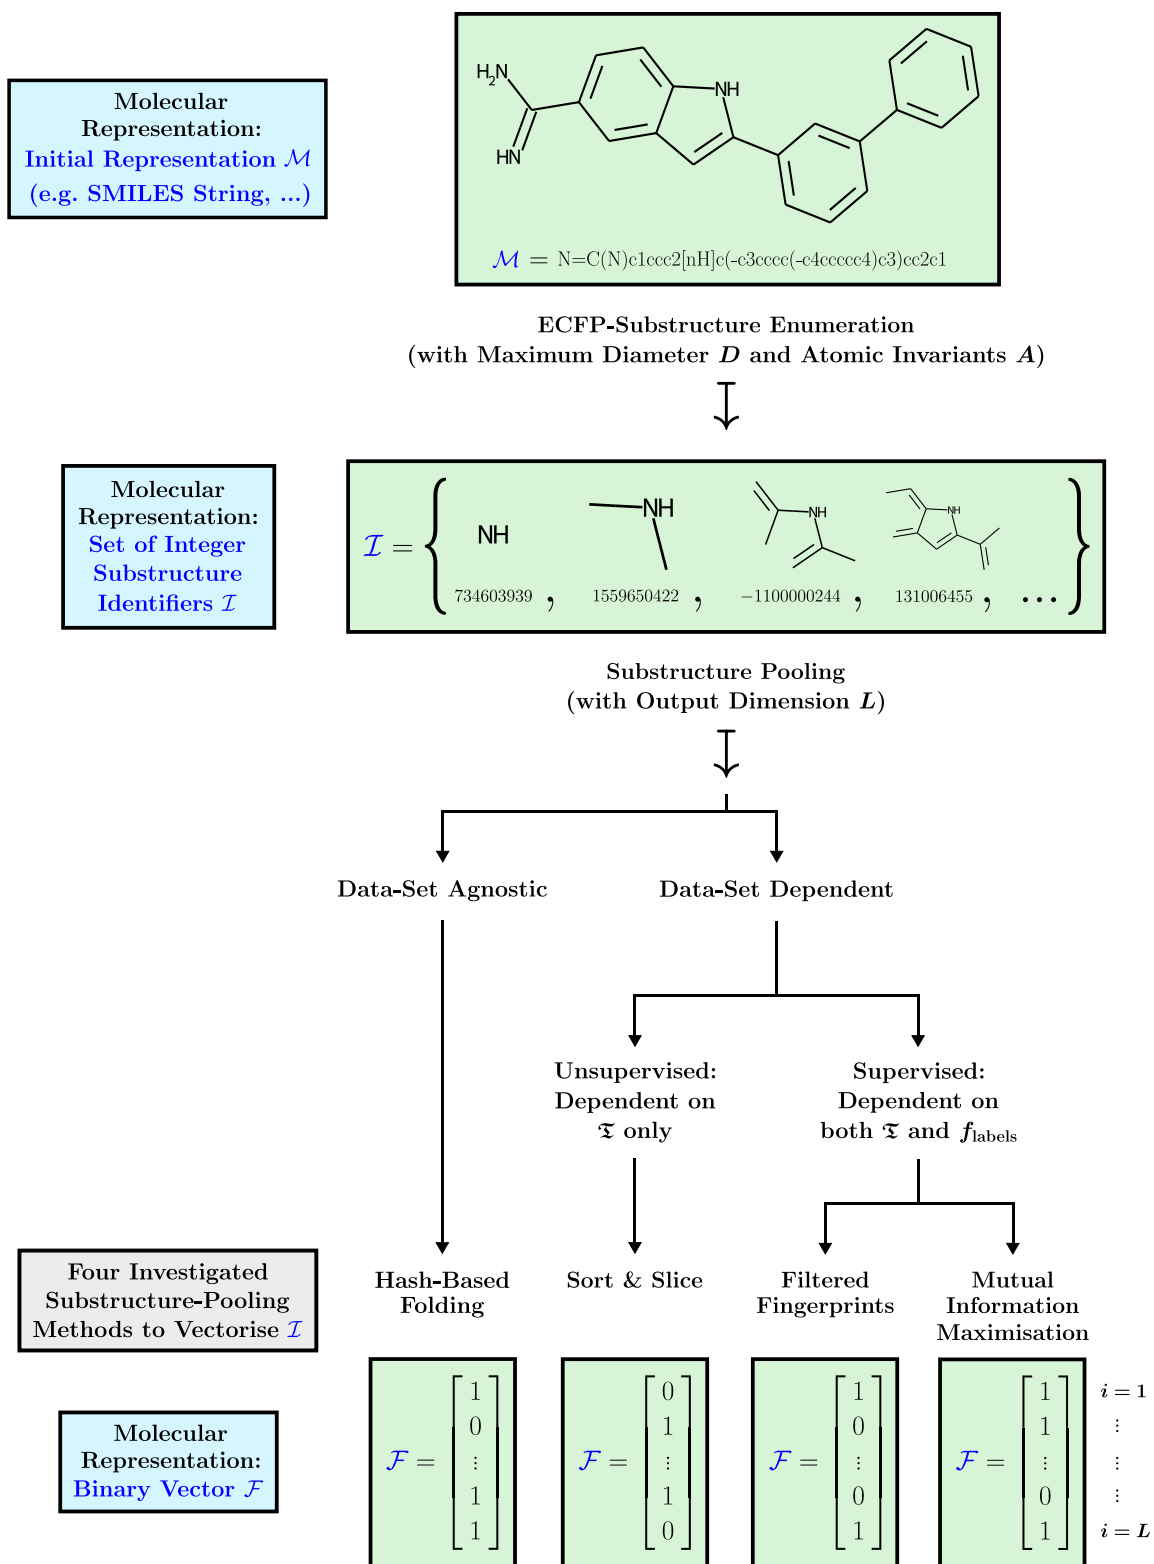 Molecular
Representation:
Initial Representation ℳ
(e.g. SMILES String, ...)
H₂N
HN
NH
ℳ = N=C(N)c1ccc2[nH]c(-c3cccc(-c4ccccc4)c3)cc2c1
ECFP-Substructure Enumeration
(with Maximum Diameter D and Atomic Invariants A)
Molecular
Representation:
Set of Integer
Substructure
Identifiers ℐ
ℐ = {
NH
NH
NH
NH
}
734603939 , 1559650422 , −1100000244 , 131006455 , ...
Substructure Pooling
(with Output Dimension L)
Data-Set Agnostic
Data-Set Dependent
Unsupervised:
Dependent on
𝔗 only
Supervised:
Dependent on
both 𝔗 and f_labels
Four Investigated
Substructure-Pooling
Methods to Vectorise ℐ
Hash-Based
Folding
Sort & Slice
Filtered
Fingerprints
Mutual
Information
Maximisation
Molecular
Representation:
Binary Vector ℱ
ℱ =
1
0
⋮
1
1
ℱ =
0
1
⋮
1
0
ℱ =
1
0
⋮
0
1
ℱ =
1
1
⋮
0
1
i = 1
⋮
⋮
⋮
i = L